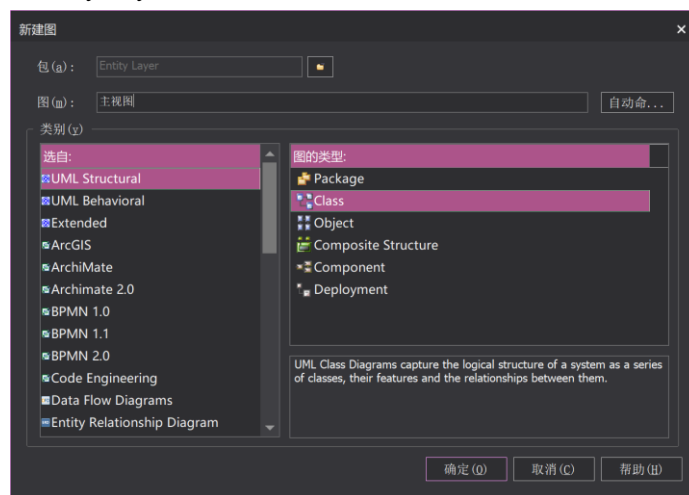 新建图
包(a): Entity Layer
图(m): 主视图 自动命...
类别(y)
选自:
UML Structural
UML Behavioral
Extended
ArcGIS
ArchiMate
Archimate 2.0
BPMN 1.0
BPMN 1.1
BPMN 2.0
Code Engineering
Data Flow Diagrams
Entity Relationship Diagram
图的类型:
Package
Class
Object
Composite Structure
Component
Deployment
UML Class Diagrams capture the logical structure of a system as a series
of classes, their features and the relationships between them.
确定(O) 取消(C) 帮助(H)